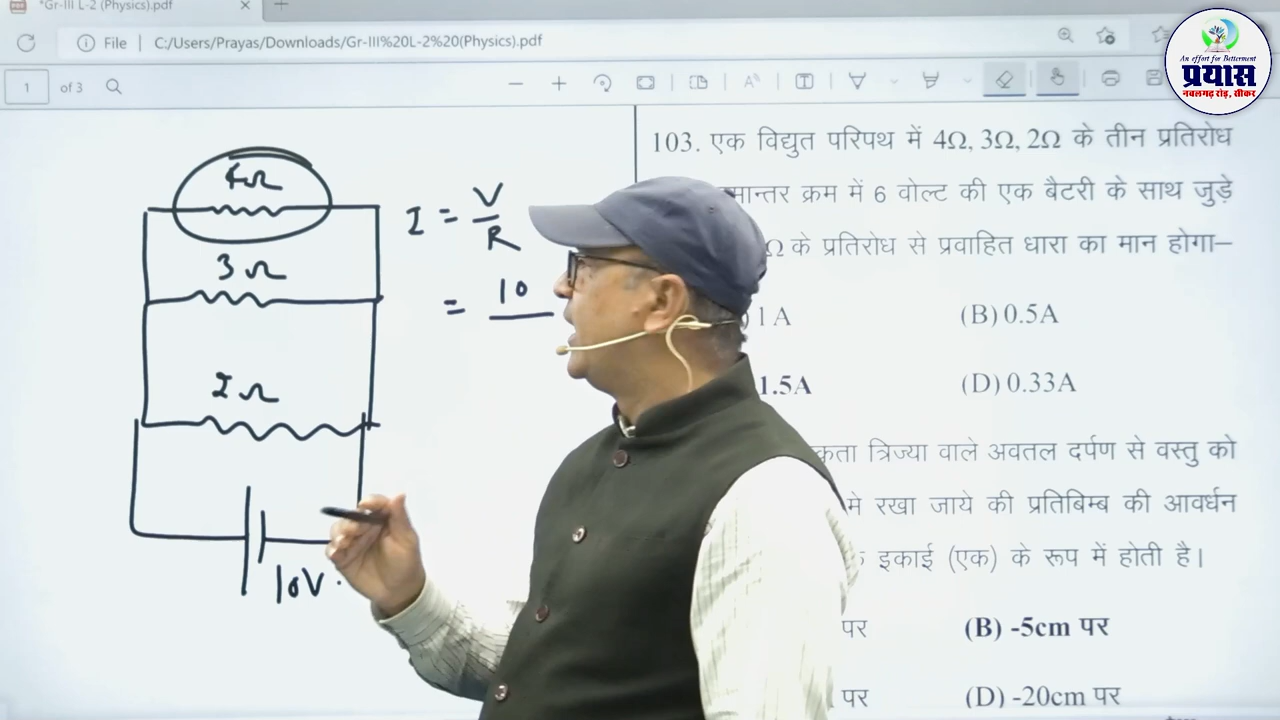 *Gr-III L-2 (Physics).pdf
File C:/Users/Prayas/Downloads/Gr-III%20L-2%20(Physics).pdf
1 of 3
An effort for Betterment
प्रयास
नवलगढ़ रोड़, सीकर
4Ω
3Ω
2Ω
10V.
I = V/R
= 10
103. एक विद्युत परिपथ में 4Ω, 3Ω, 2Ω के तीन प्रतिरोध
मान्तर क्रम में 6 वोल्ट की एक बैटरी के साथ जुड़े
Ω के प्रतिरोध से प्रवाहित धारा का मान होगा–
1A (B) 0.5A
1.5A (D) 0.33A
त्रिज्या वाले अवतल दर्पण से वस्तु को
रखा जाये की प्रतिबिम्ब की आवर्धन
इकाई (एक) के रूप में होती है।
पर (B) -5cm पर
पर (D) -20cm पर